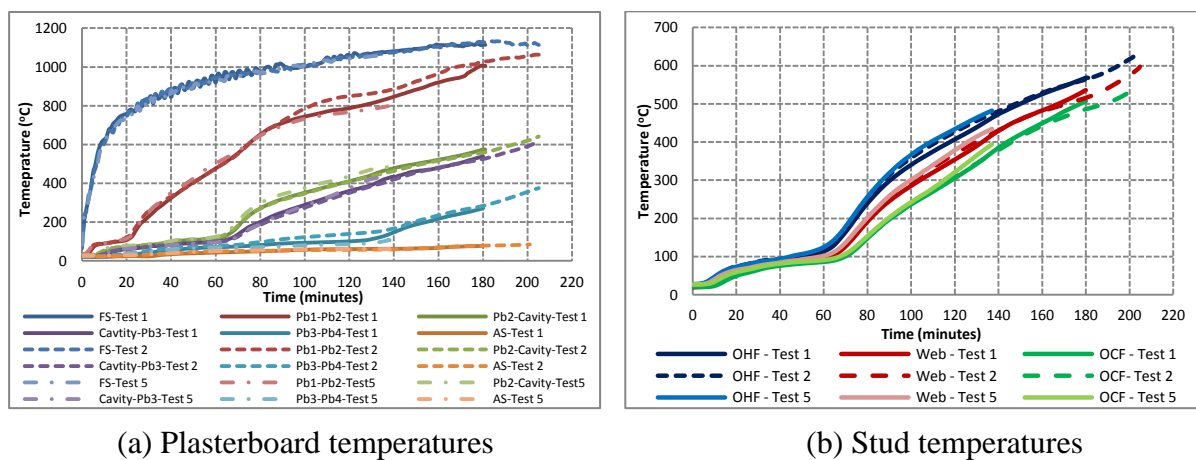 1200
1000
800
600
400
200
0
Temeprature (°C)
0 20 40 60 80 100 120 140 160 180 200 220
Time (minutes)
FS-Test 1 Pb1-Pb2-Test 1 Pb2-Cavity-Test 1
Cavtity-Pb3-Test 1 Pb3-Pb4-Test 1 AS-Test 1
FS-Test 2 Pb1-Pb2-Test 2 Pb2-Cavity-Test 2
Cavtity-Pb3-Test 2 Pb3-Pb4-Test 2 AS-Test 2
FS-Test 5 Pb1-Pb2-Test5 Pb2-Cavity-Test5
Cavity-Pb3-Test 5 Pb3-Pb4-Test 5 AS-Test 5
(a) Plasterboard temperatures
700
600
500
400
300
200
100
0
Temperature (°C)
0 20 40 60 80 100 120 140 160 180 200 220
Time (minutes)
OHF - Test 1 Web - Test 1 OCF - Test 1
OHF - Test 2 Web - Test 2 OCF- Test 2
OHF - Test 5 Web - Test 5 OCF - Test 5
(b) Stud temperatures